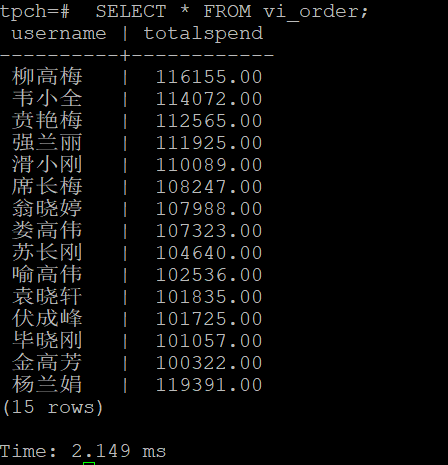 tpch=#  SELECT * FROM vi_order;
 username | totalspend
----------+------------
 柳高梅   |  116155.00
 韦小全   |  114072.00
 贲艳梅   |  112565.00
 强兰丽   |  111925.00
 滑小刚   |  110089.00
 席长梅   |  108247.00
 翁晓婷   |  107988.00
 娄高伟   |  107323.00
 苏长刚   |  104640.00
 喻高伟   |  102536.00
 袁晓轩   |  101835.00
 伏成峰   |  101725.00
 毕晓刚   |  101057.00
 金高芳   |  100322.00
 杨兰娟   |  119391.00
(15 rows)
Time: 2.149 ms